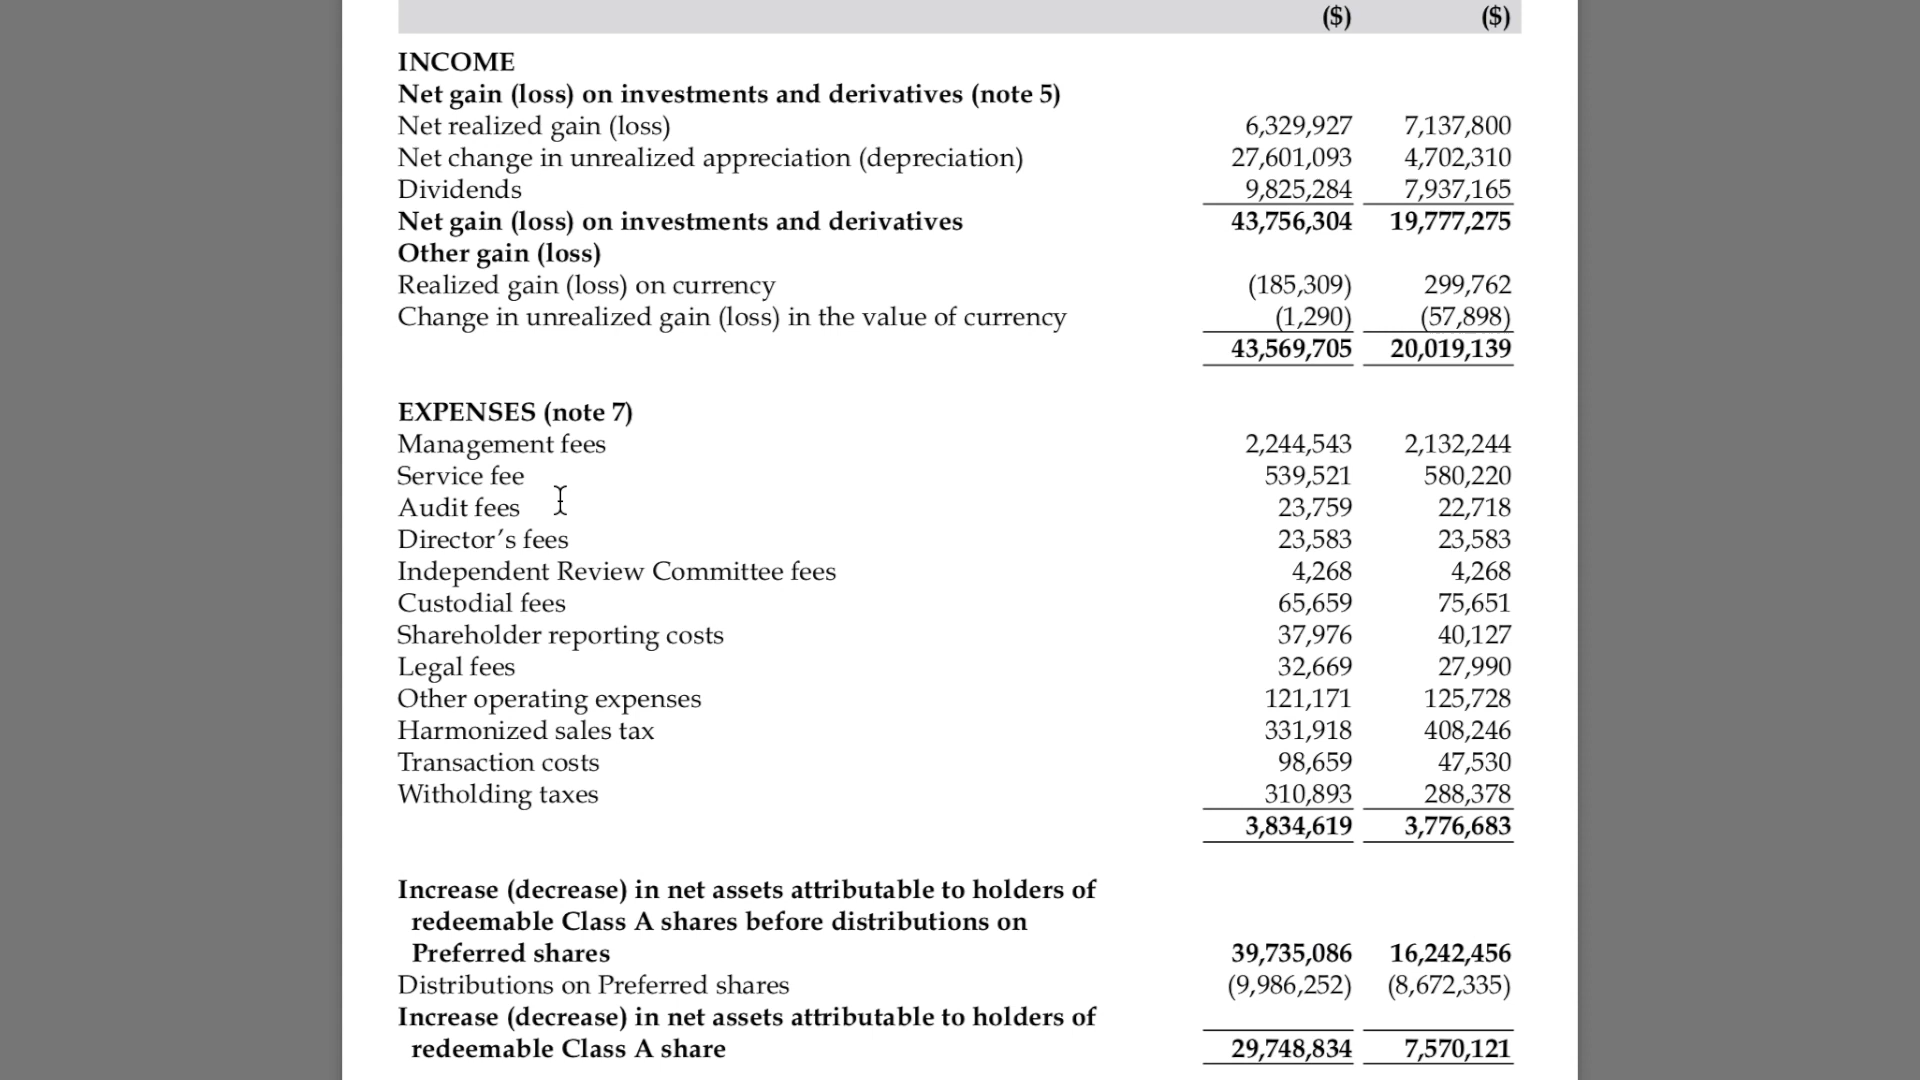 ($) ($)
INCOME
Net gain (loss) on investments and derivatives (note 5)
Net realized gain (loss) 6,329,927 7,137,800
Net change in unrealized appreciation (depreciation) 27,601,093 4,702,310
Dividends 9,825,284 7,937,165
Net gain (loss) on investments and derivatives 43,756,304 19,777,275
Other gain (loss)
Realized gain (loss) on currency (185,309) 299,762
Change in unrealized gain (loss) in the value of currency (1,290) (57,898)
43,569,705 20,019,139
EXPENSES (note 7)
Management fees 2,244,543 2,132,244
Service fee 539,521 580,220
Audit fees 23,759 22,718
Director’s fees 23,583 23,583
Independent Review Committee fees 4,268 4,268
Custodial fees 65,659 75,651
Shareholder reporting costs 37,976 40,127
Legal fees 32,669 27,990
Other operating expenses 121,171 125,728
Harmonized sales tax 331,918 408,246
Transaction costs 98,659 47,530
Witholding taxes 310,893 288,378
3,834,619 3,776,683
Increase (decrease) in net assets attributable to holders of
redeemable Class A shares before distributions on
Preferred shares 39,735,086 16,242,456
Distributions on Preferred shares (9,986,252) (8,672,335)
Increase (decrease) in net assets attributable to holders of
redeemable Class A share 29,748,834 7,570,121